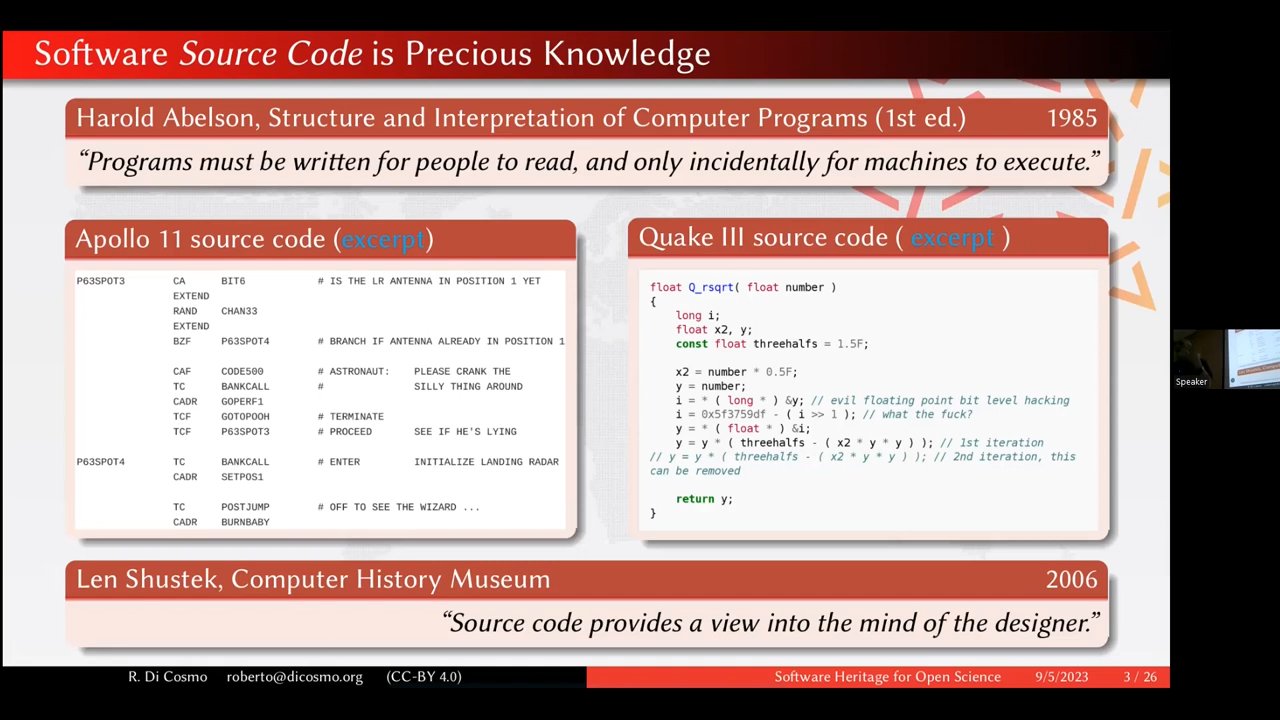 Software Source Code is Precious Knowledge
Harold Abelson, Structure and Interpretation of Computer Programs (1st ed.) 1985
“Programs must be written for people to read, and only incidentally for machines to execute.”
Apollo 11 source code (excerpt)
P63SPOT3 CA BIT6 # IS THE LR ANTENNA IN POSITION 1 YET
EXTEND
RAND CHAN33
EXTEND
BZF P63SPOT4 # BRANCH IF ANTENNA ALREADY IN POSITION 1
CAF CODE500 # ASTRONAUT: PLEASE CRANK THE
TC BANKCALL # SILLY THING AROUND
CADR GOPERF1
TCF GOTOPOOH # TERMINATE
TCF P63SPOT3 # PROCEED SEE IF HE'S LYING
P63SPOT4 TC BANKCALL # ENTER INITIALIZE LANDING RADAR
CADR SETPOS1
TC POSTJUMP # OFF TO SEE THE WIZARD ...
CADR BURNBABY
Quake III source code ( excerpt )
float Q_rsqrt( float number )
{
long i;
float x2, y;
const float threehalfs = 1.5F;
x2 = number * 0.5F;
y = number;
i = * ( long * ) &y; // evil floating point bit level hacking
i = 0x5f3759df - ( i >> 1 ); // what the fuck?
y = * ( float * ) &i;
y = y * ( threehalfs - ( x2 * y * y ) ); // 1st iteration
// y = y * ( threehalfs - ( x2 * y * y ) ); // 2nd iteration, this
can be removed
return y;
}
Len Shustek, Computer History Museum 2006
“Source code provides a view into the mind of the designer.”
R. Di Cosmo roberto@dicosmo.org (CC-BY 4.0) Software Heritage for Open Science 9/5/2023 3 / 26
Speaker